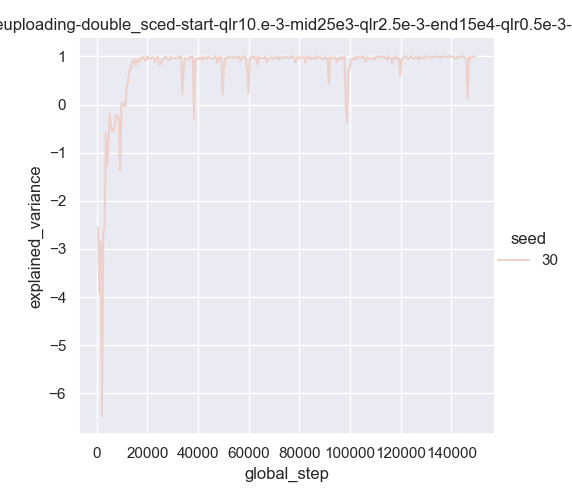 euploading-double_sced-start-qlr10.e-3-mid25e3-qlr2.5e-3-end15e4-qlr0.5e-3-
1
0
−1
−2
−3
−4
−5
−6
explained_variance
0 20000 40000 60000 80000 100000 120000 140000
global_step
seed
30